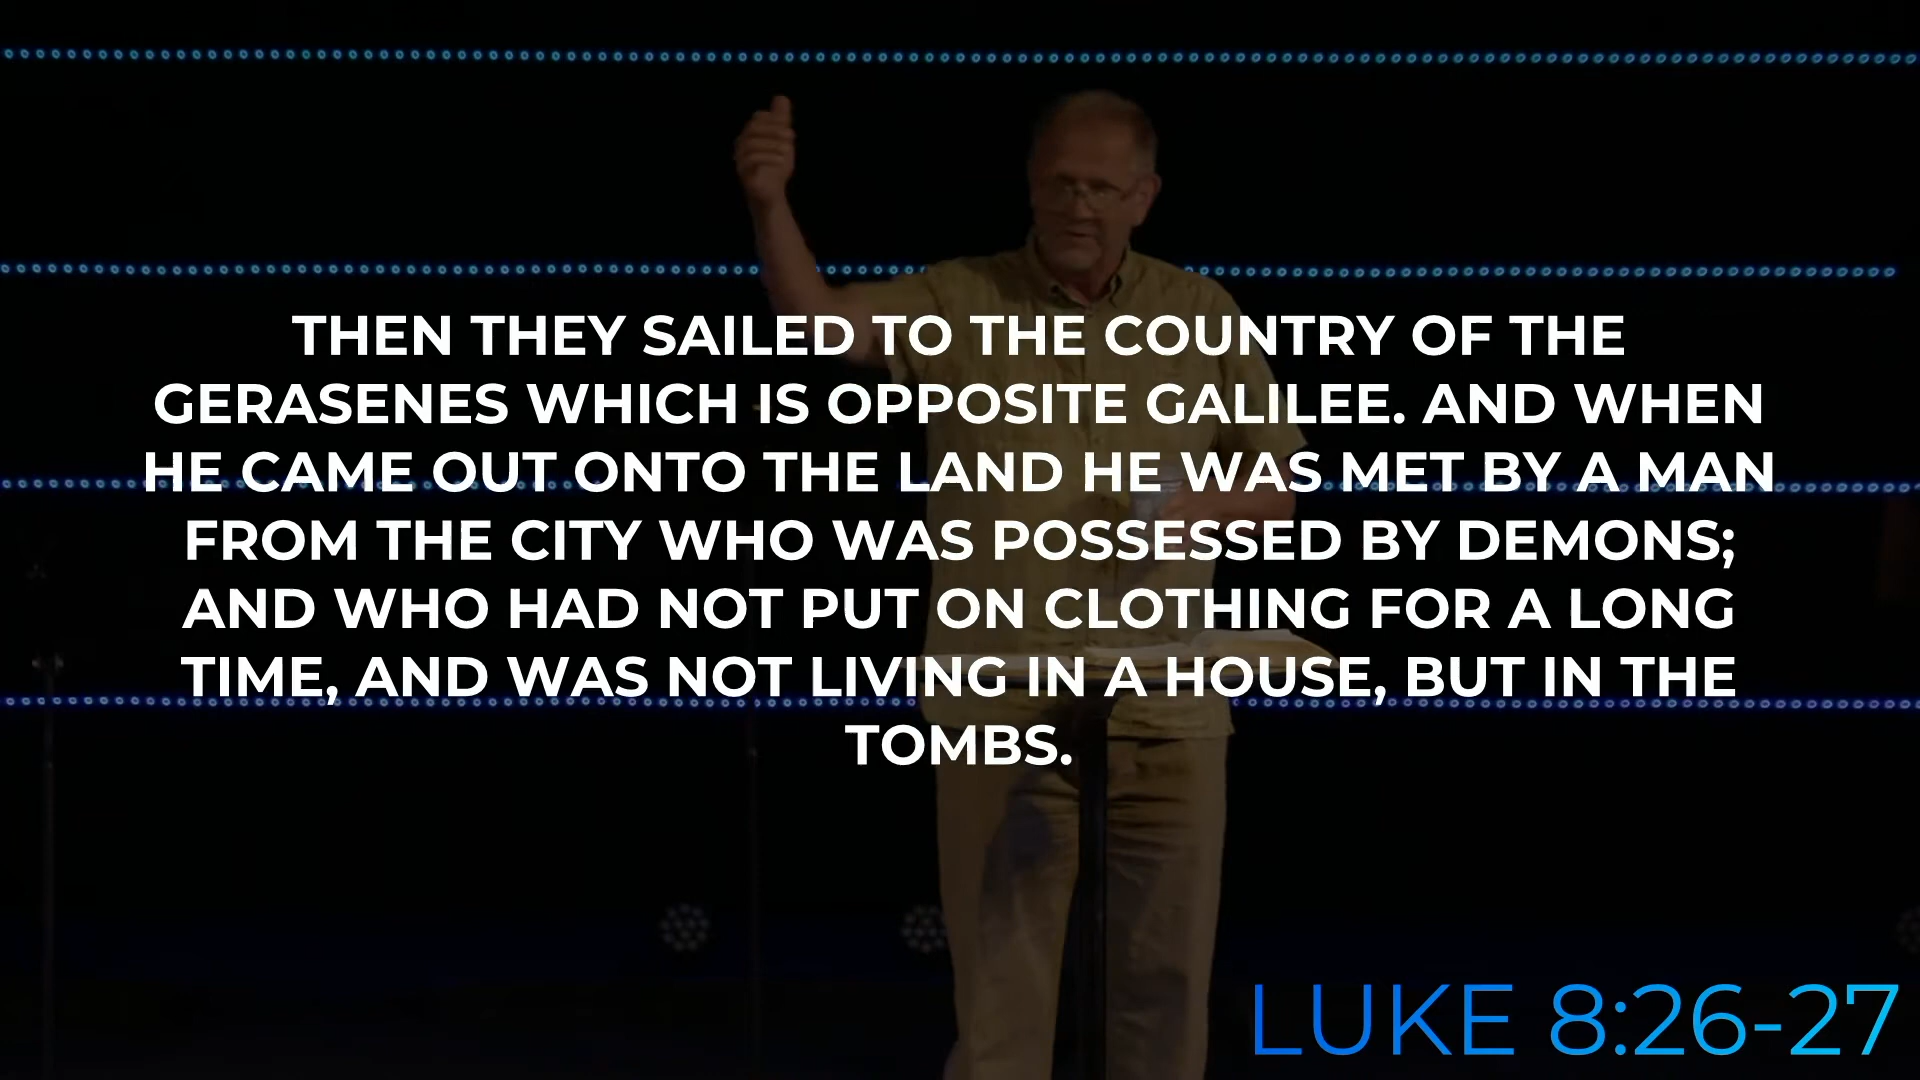 THEN THEY SAILED TO THE COUNTRY OF THE
GERASENES WHICH IS OPPOSITE GALILEE. AND WHEN
HE CAME OUT ONTO THE LAND HE WAS MET BY A MAN
FROM THE CITY WHO WAS POSSESSED BY DEMONS;
AND WHO HAD NOT PUT ON CLOTHING FOR A LONG
TIME, AND WAS NOT LIVING IN A HOUSE, BUT IN THE
TOMBS.
LUKE 8:26-27